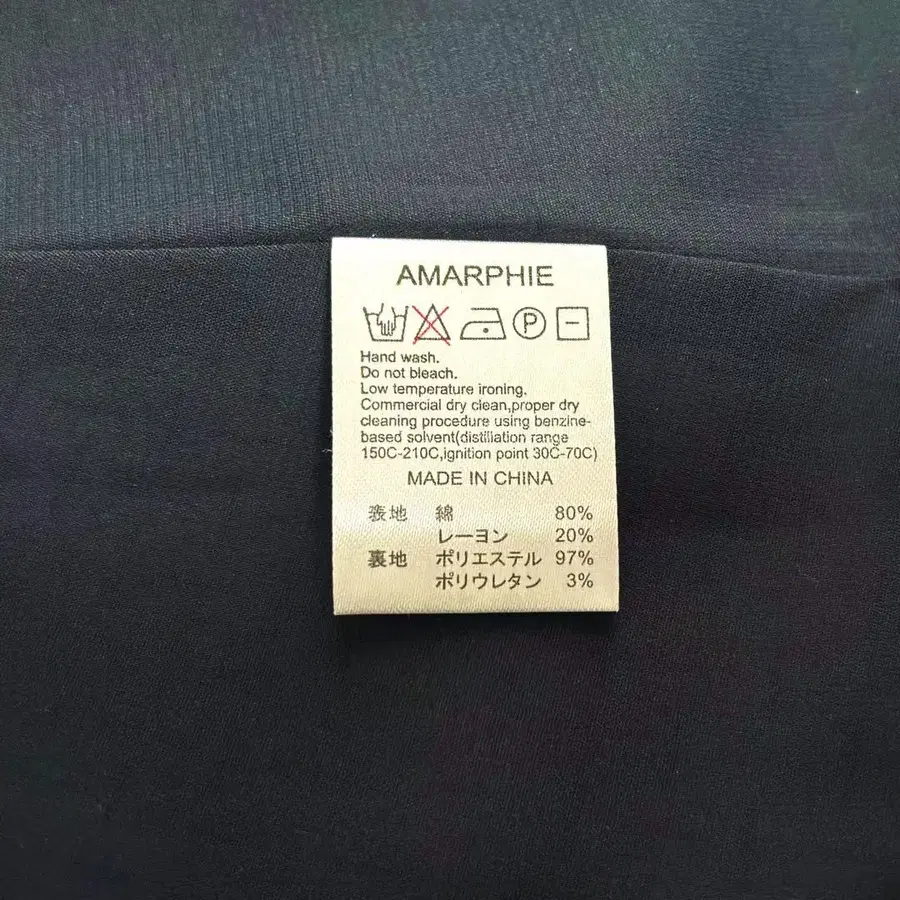 AMARPHIE
P
Hand wash.
Do not bleach.
Low temperature ironing.
Commercial dry clean,proper dry
cleaning procedure using benzine-
based solvent(distillation range
150C-210C,ignition point 30C-70C)
MADE IN CHINA
表地 綿 80%
レーヨン 20%
裏地 ポリエステル 97%
ポリウレタン 3%